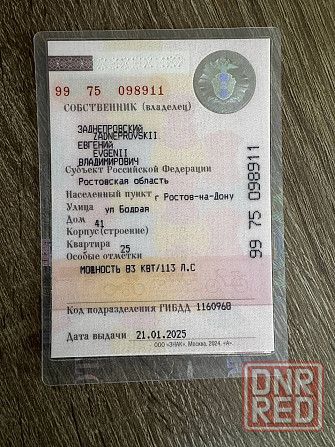 99 75 098911
СОБСТВЕННИК (владелец)
ЗАДНЕПРОВСКИЙ
ZADNEPROVSKII
ЕВГЕНИЙ
EVGENII
ВЛАДИМИРОВИЧ
Субъект Российской Федерации
Ростовская область
Населенный пункт г Ростов-на-Дону
Улица ул Бодрая
Дом 41
Корпус(строение)
Квартира 25
Особые отметки
МОЩНОСТЬ 83 КВТ/113 Л.С
Код подразделения ГИБДД 1160968
Дата выдачи 21.01.2025
ООО «ЗНАК», Москва, 2024, «А».
99 75 098911
DNR
RED